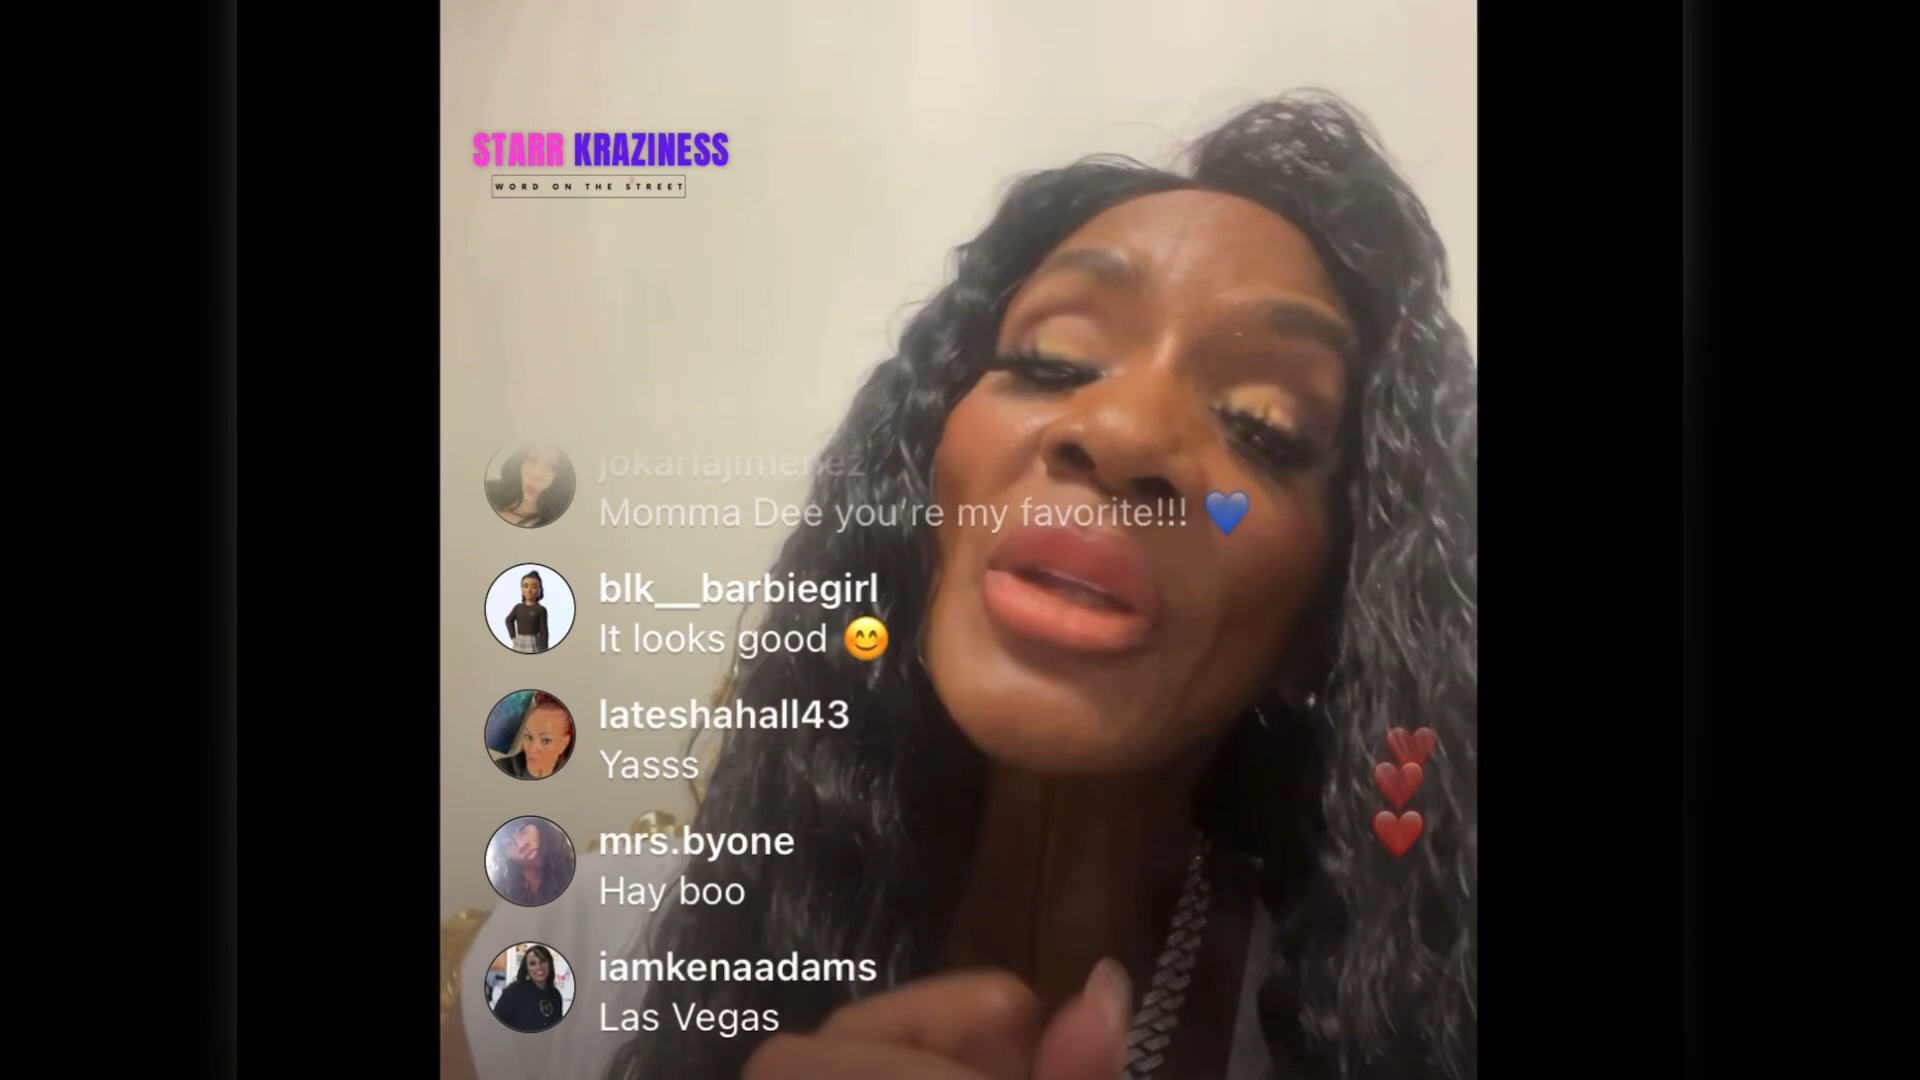 STARR KRAZINESS
WORD ON THE STREET
jokarlajimenez
Momma Dee you're my favorite!!! 💙
blk__barbiegirl
It looks good 😊
lateshahall43
Yasss
mrs.byone
Hay boo
iamkenaadams
Las Vegas